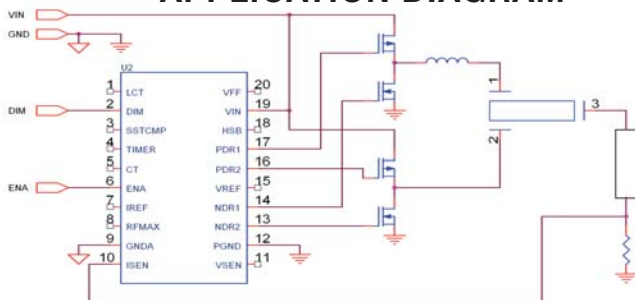 APPLICATION DIAGRAM
VIN
GND
U2
1 LCT VFF 20
DIM 2 DIM VIN 19
3 SSTCMP HSB 18
4 TIMER PDR1 17
5 CT PDR2 16
ENA 6 ENA VREF 15
7 IREF NDR1 14
8 RFMAX NDR2 13
9 GNDA PGND 12
10 ISEN VSEN 11
1
3
2